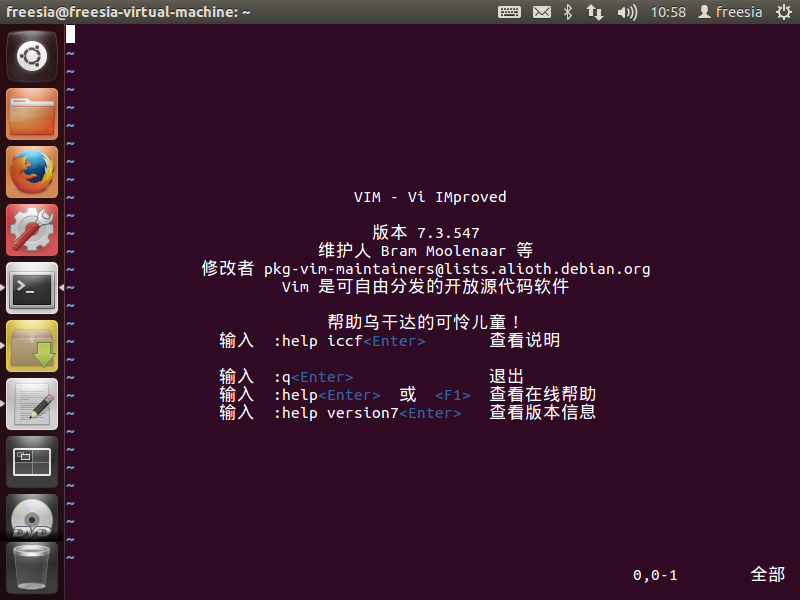 freesia@freesia-virtual-machine: ~ 10:58 freesia
VIM - Vi IMproved
版本 7.3.547
维护人 Bram Moolenaar 等
修改者 pkg-vim-maintainers@lists.alioth.debian.org
Vim 是可自由分发的开放源代码软件
帮助乌干达的可怜儿童！
输入 :help iccf<Enter> 查看说明
输入 :q<Enter> 退出
输入 :help<Enter> 或 <F1> 查看在线帮助
输入 :help version7<Enter> 查看版本信息
0,0-1 全部
DVD